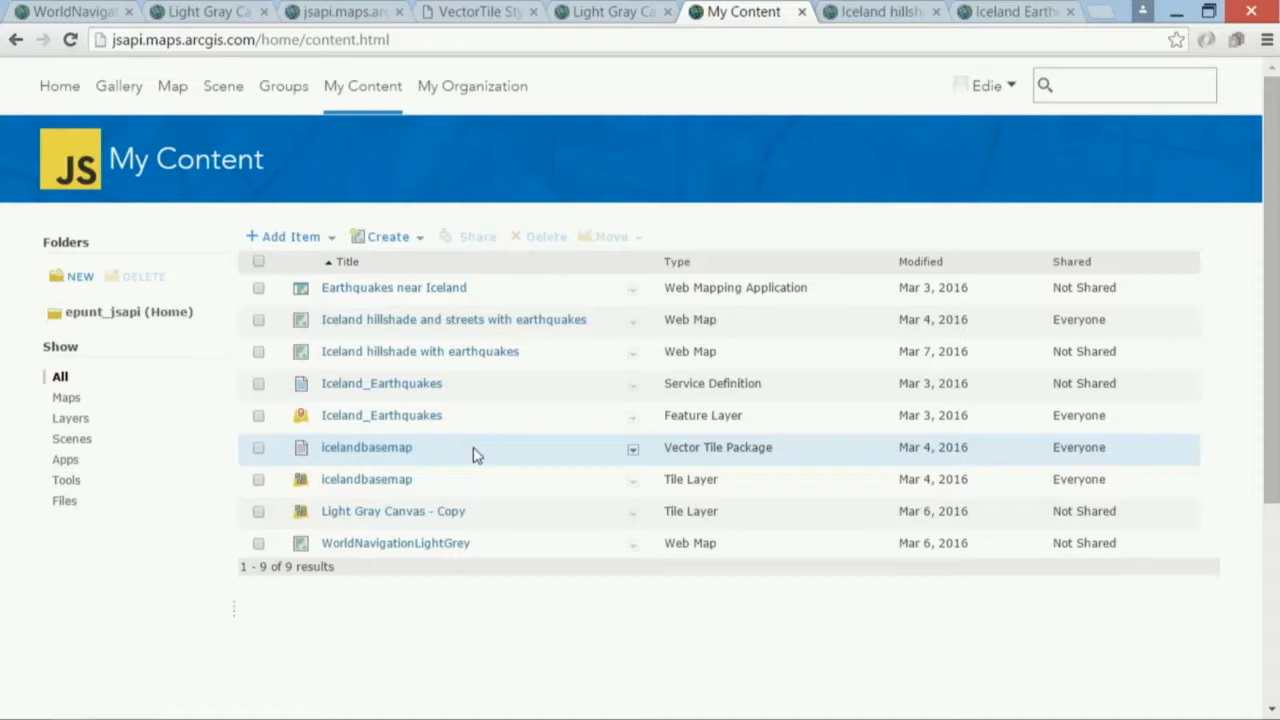 WorldNavigat Light Gray Ca jsapi.maps.arc VectorTile Sty Light Gray Ca My Content Iceland hillsh Iceland Earth
jsapi.maps.arcgis.com/home/content.html
Home Gallery Map Scene Groups My Content My Organization Edie
JS My Content
Folders
NEW DELETE
epunt_jsapi (Home)
Show
All
Maps
Layers
Scenes
Apps
Tools
Files
Add Item Create Share Delete Move
Title Type Modified Shared
Earthquakes near Iceland Web Mapping Application Mar 3, 2016 Not Shared
Iceland hillshade and streets with earthquakes Web Map Mar 4, 2016 Everyone
Iceland hillshade with earthquakes Web Map Mar 7, 2016 Not Shared
Iceland_Earthquakes Service Definition Mar 3, 2016 Not Shared
Iceland_Earthquakes Feature Layer Mar 3, 2016 Everyone
icelandbasemap Vector Tile Package Mar 4, 2016 Everyone
icelandbasemap Tile Layer Mar 4, 2016 Everyone
Light Gray Canvas - Copy Tile Layer Mar 6, 2016 Not Shared
WorldNavigationLightGrey Web Map Mar 6, 2016 Not Shared
1 - 9 of 9 results